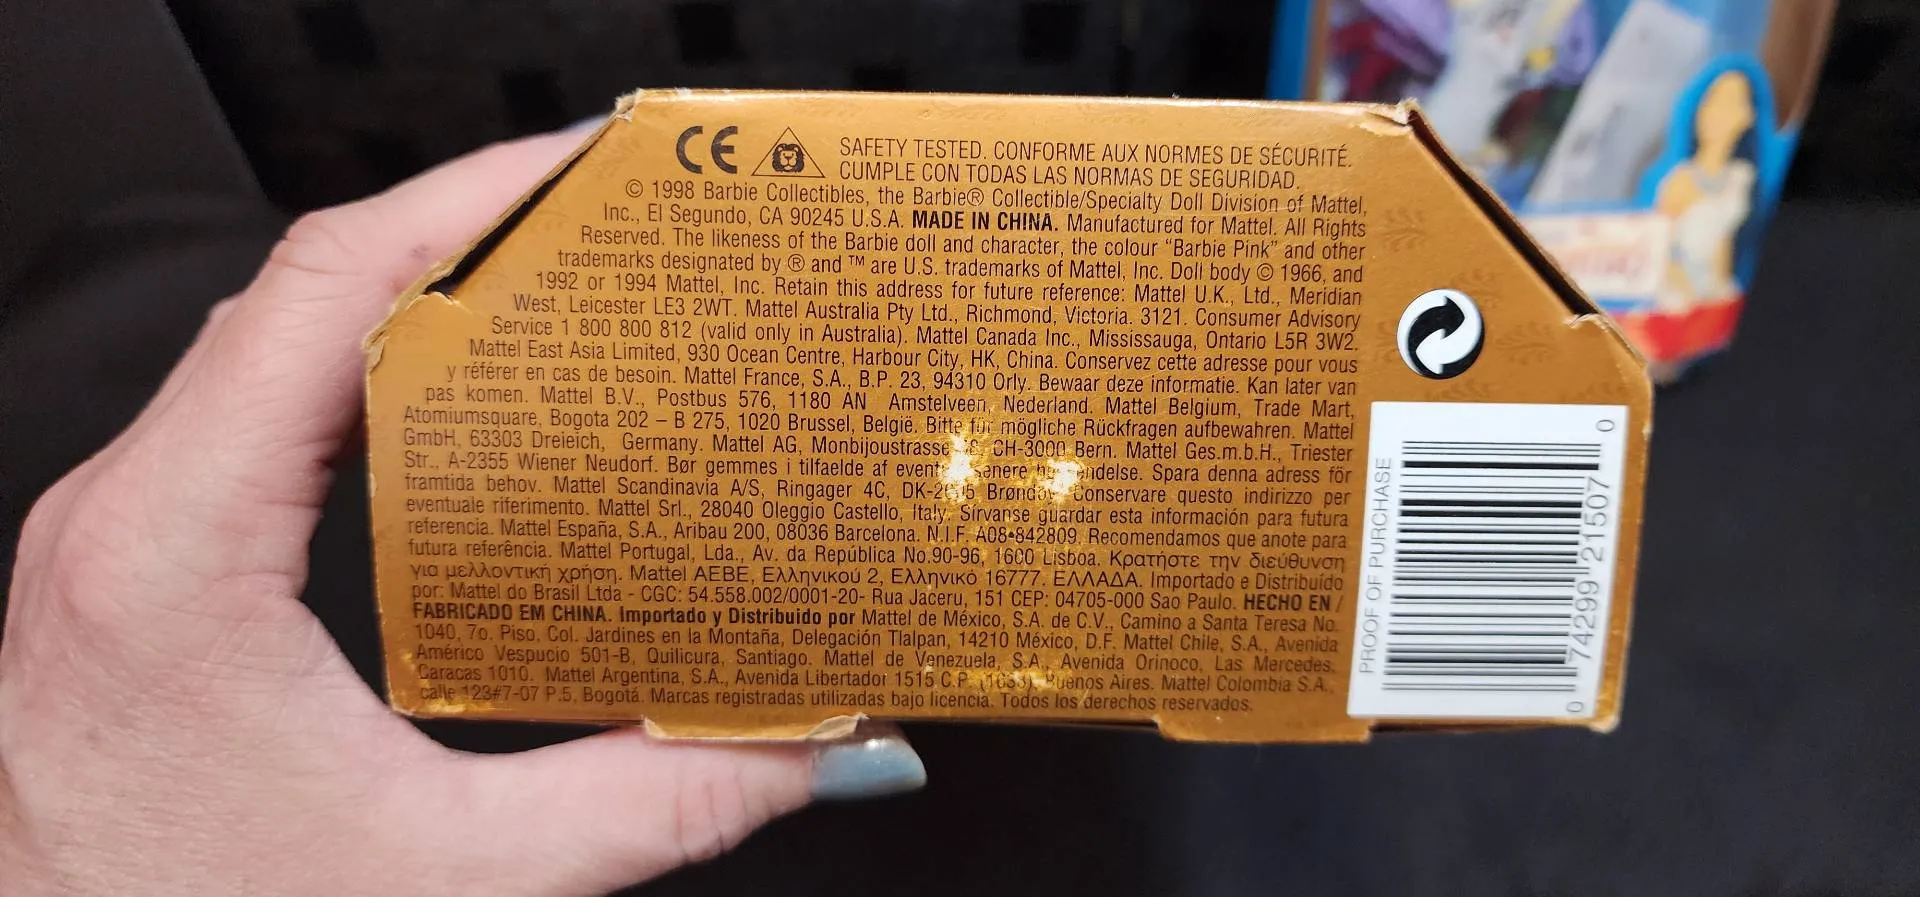 CE
SAFETY TESTED. CONFORME AUX NORMES DE SÉCURITÉ.
CUMPLE CON TODAS LAS NORMAS DE SEGURIDAD.
© 1998 Barbie Collectibles, the Barbie® Collectible/Specialty Doll Division of Mattel,
Inc., El Segundo, CA 90245 U.S.A. MADE IN CHINA. Manufactured for Mattel. All Rights
Reserved. The likeness of the Barbie doll and character, the colour "Barbie Pink" and other
trademarks designated by ® and ™ are U.S. trademarks of Mattel, Inc. Doll body © 1966, and
1992 or 1994 Mattel, Inc. Retain this address for future reference: Mattel U.K., Ltd., Meridian
West, Leicester LE3 2WT. Mattel Australia Pty Ltd., Richmond, Victoria. 3121. Consumer Advisory
Service 1 800 800 812 (valid only in Australia). Mattel Canada Inc., Mississauga, Ontario L5R 3W2.
Mattel East Asia Limited, 930 Ocean Centre, Harbour City, HK, China. Conservez cette adresse pour vous
y référer en cas de besoin. Mattel France, S.A., B.P. 23, 94310 Orly. Bewaar deze informatie. Kan later van
pas komen. Mattel B.V., Postbus 576, 1180 AN Amstelveen, Nederland. Mattel Belgium, Trade Mart,
Atomiumsquare, Bogota 202 – B 275, 1020 Brussel, België. Bitte für mögliche Rückfragen aufbewahren. Mattel
GmbH, 63303 Dreieich, Germany. Mattel AG, Monbijoustrasse CH-3000 Bern. Mattel Ges.m.b.H., Triester
Str., A-2355 Wiener Neudorf. Bør gemmes i tilfaelde af Spara denna adress för
framtida behov. Mattel Scandinavia A/S, Ringager 4C, Conservare questo indirizzo per
eventuale riferimento. Mattel Srl., 28040 Oleggio Castello, Italy. Sírvanse guardar esta información para futura
referencia. Mattel España, S.A., Aribau 200, 08036 Barcelona. N.I.F. A08-842809. Recomendamos que anote para
futura referência. Mattel Portugal, Lda., Av. da República No.90-96, 1600 Lisboa. Κρατήστε την διεύθυνση
για μελλοντική χρήση. Mattel AEBE, Ελληνικού 2, Ελληνικό 16777. ΕΛΛΑΔΑ. Importado e Distribuído
por: Mattel do Brasil Ltda - CGC: 54.558.002/0001-20- Rua Jaceru, 151 CEP: 04705-000 Sao Paulo. HECHO EN /
FABRICADO EM CHINA. Importado y Distribuido por Mattel de México, S.A. de C.V., Camino a Santa Teresa No.
1040, 7o. Piso, Col. Jardines en la Montaña, Delegación Tlalpan, 14210 México, D.F. Mattel Chile, S.A., Avenida
Américo Vespucio 501-B, Quilicura, Santiago. Mattel de Venezuela, S.A., Avenida Orinoco, Las Mercedes.
Caracas 1010. Mattel Argentina, S.A., Avenida Libertador 1515 C.P. Buenos Aires. Mattel Colombia S.A.,
calle 123#7-07 P.5, Bogotá. Marcas registradas utilizadas bajo licencia. Todos los derechos reservados.
PROOF OF PURCHASE
0 74299 21507 0